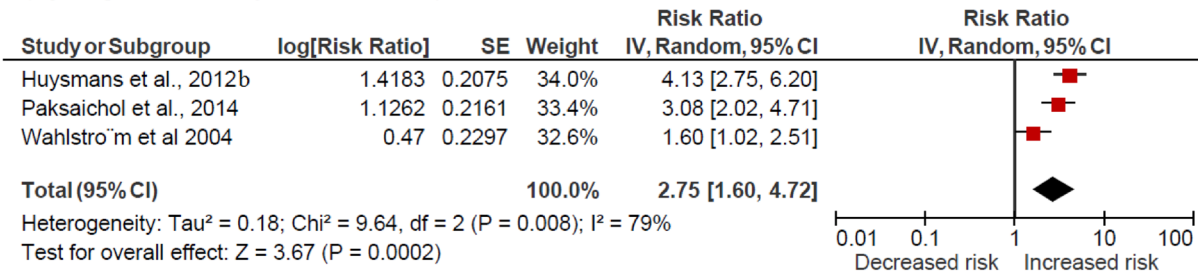 Risk Ratio Risk Ratio
Study or Subgroup log[Risk Ratio] SE Weight IV, Random, 95% CI IV, Random, 95% CI
Huysmans et al., 2012b 1.4183 0.2075 34.0% 4.13 [2.75, 6.20]
Paksaichol et al., 2014 1.1262 0.2161 33.4% 3.08 [2.02, 4.71]
Wahlstro¨m et al 2004 0.47 0.2297 32.6% 1.60 [1.02, 2.51]
Total (95% CI) 100.0% 2.75 [1.60, 4.72]
Heterogeneity: Tau² = 0.18; Chi² = 9.64, df = 2 (P = 0.008); I² = 79%
Test for overall effect: Z = 3.67 (P = 0.0002)
0.01 0.1 1 10 100
Decreased risk Increased risk